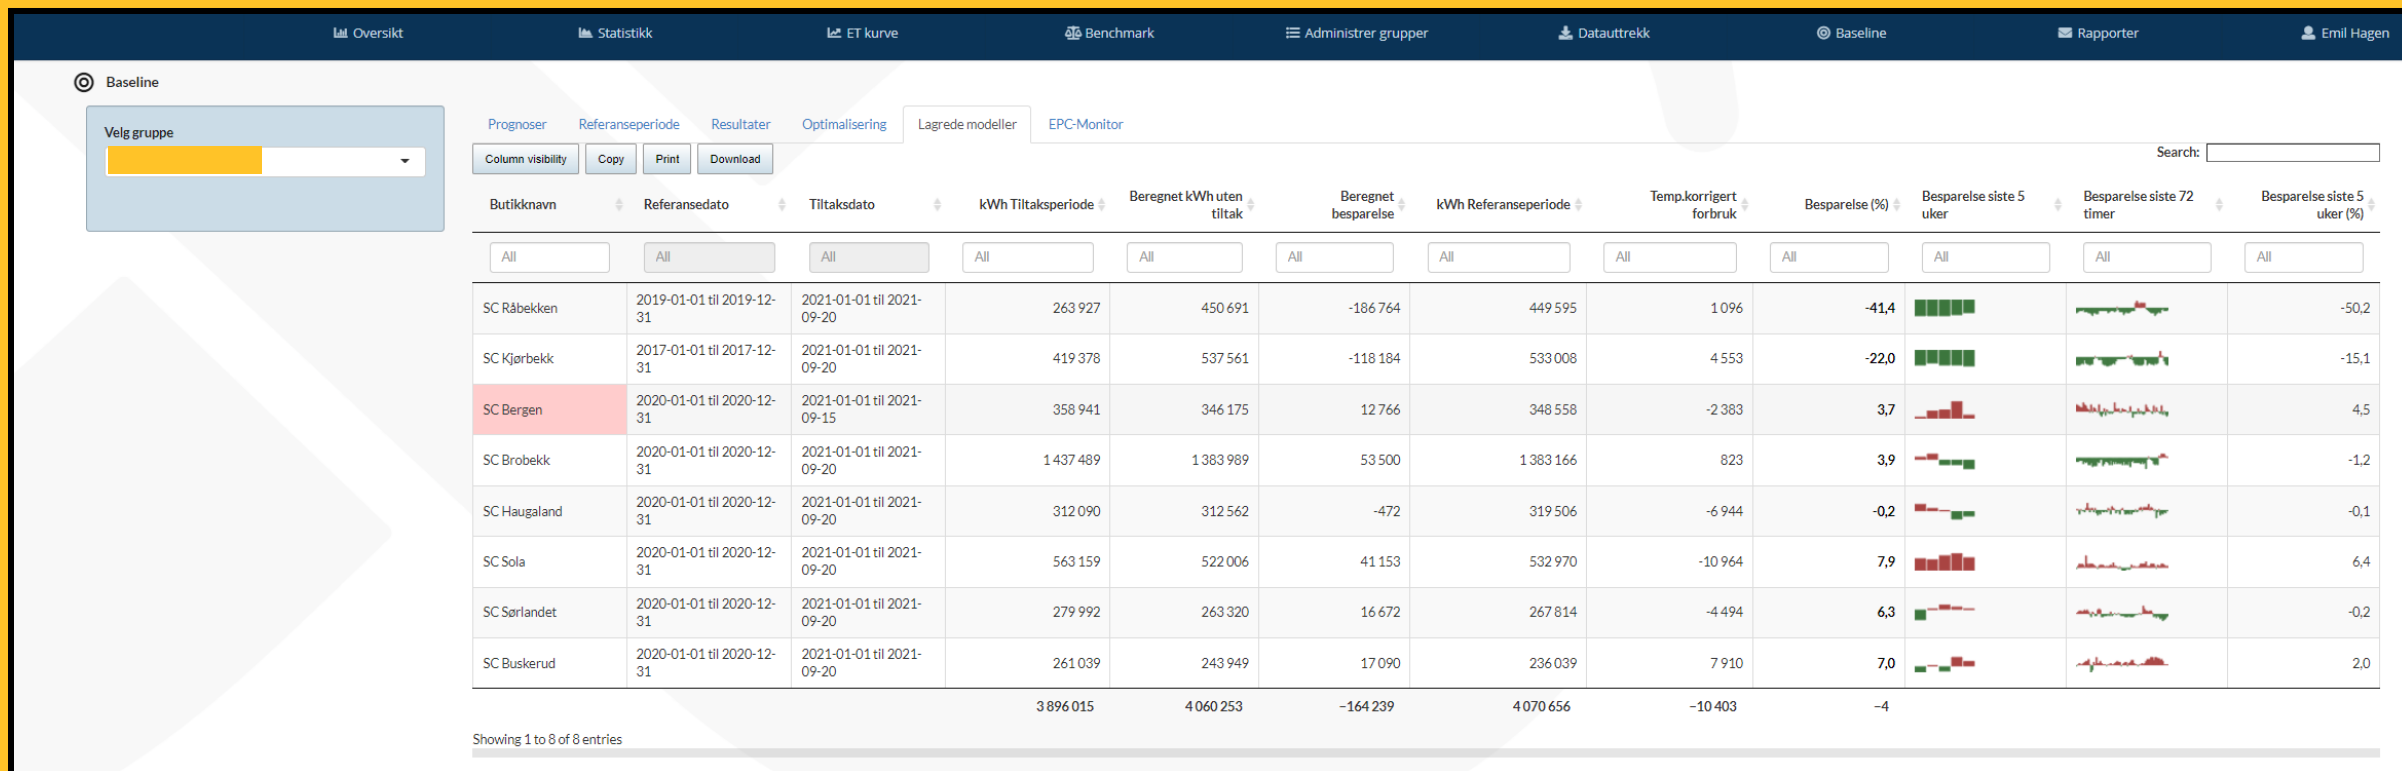 Oversikt Statistikk ET kurve Benchmark Administrer grupper Datauttrekk Baseline Rapporter Emil Hagen
Baseline
Velg gruppe
Prognoser Referanseperiode Resultater Optimalisering Lagrede modeller EPC-Monitor
Column visibility Copy Print Download Search:
Butikknavn Referansedato Tiltaksdato kWh Tiltaksperiode Beregnet kWh uten tiltak Beregnet besparelse kWh Referanseperiode Temp.korrigert forbruk Besparelse (%) Besparelse siste 5 uker Besparelse siste 72 timer Besparelse siste 5 uker (%)
All All All All All All All All All All All All
SC Råbekken 2019-01-01 til 2019-12-31 2021-01-01 til 2021-09-20 263 927 450 691 -186 764 449 595 1 096 -41,4 -50,2
SC Kjørbekk 2017-01-01 til 2017-12-31 2021-01-01 til 2021-09-20 419 378 537 561 -118 184 533 008 4 553 -22,0 -15,1
SC Bergen 2020-01-01 til 2020-12-31 2021-01-01 til 2021-09-15 358 941 346 175 12 766 348 558 -2 383 3,7 4,5
SC Brobekk 2020-01-01 til 2020-12-31 2021-01-01 til 2021-09-20 1 437 489 1 383 989 53 500 1 383 166 823 3,9 -1,2
SC Haugaland 2020-01-01 til 2020-12-31 2021-01-01 til 2021-09-20 312 090 312 562 -472 319 506 -6 944 -0,2 -0,1
SC Sola 2020-01-01 til 2020-12-31 2021-01-01 til 2021-09-20 563 159 522 006 41 153 532 970 -10 964 7,9 6,4
SC Sørlandet 2020-01-01 til 2020-12-31 2021-01-01 til 2021-09-20 279 992 263 320 16 672 267 814 -4 494 6,3 -0,2
SC Buskerud 2020-01-01 til 2020-12-31 2021-01-01 til 2021-09-20 261 039 243 949 17 090 236 039 7 910 7,0 2,0
3 896 015 4 060 253 −164 239 4 070 656 −10 403 −4
Showing 1 to 8 of 8 entries